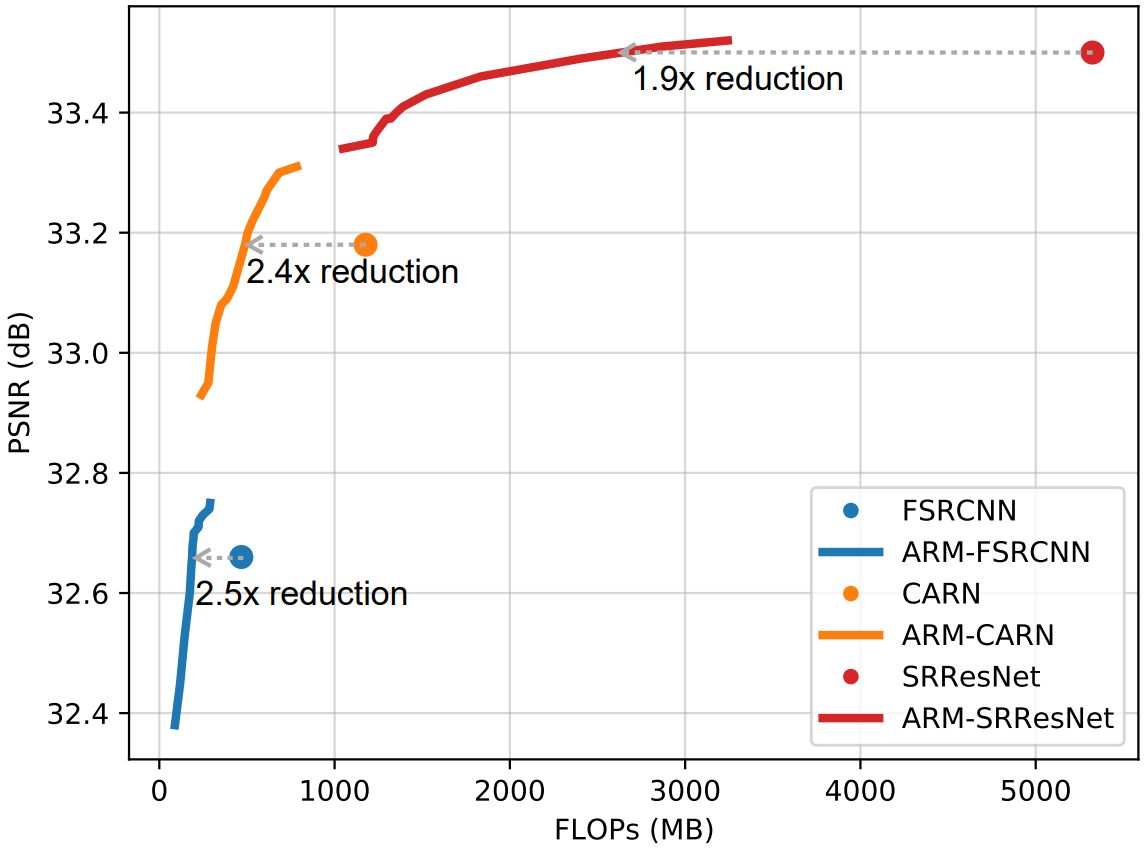 PSNR (dB)
33.4
33.2
33.0
32.8
32.6
32.4
1.9x reduction
2.4x reduction
2.5x reduction
FSRCNN
ARM-FSRCNN
CARN
ARM-CARN
SRResNet
ARM-SRResNet
0 1000 2000 3000 4000 5000
FLOPs (MB)